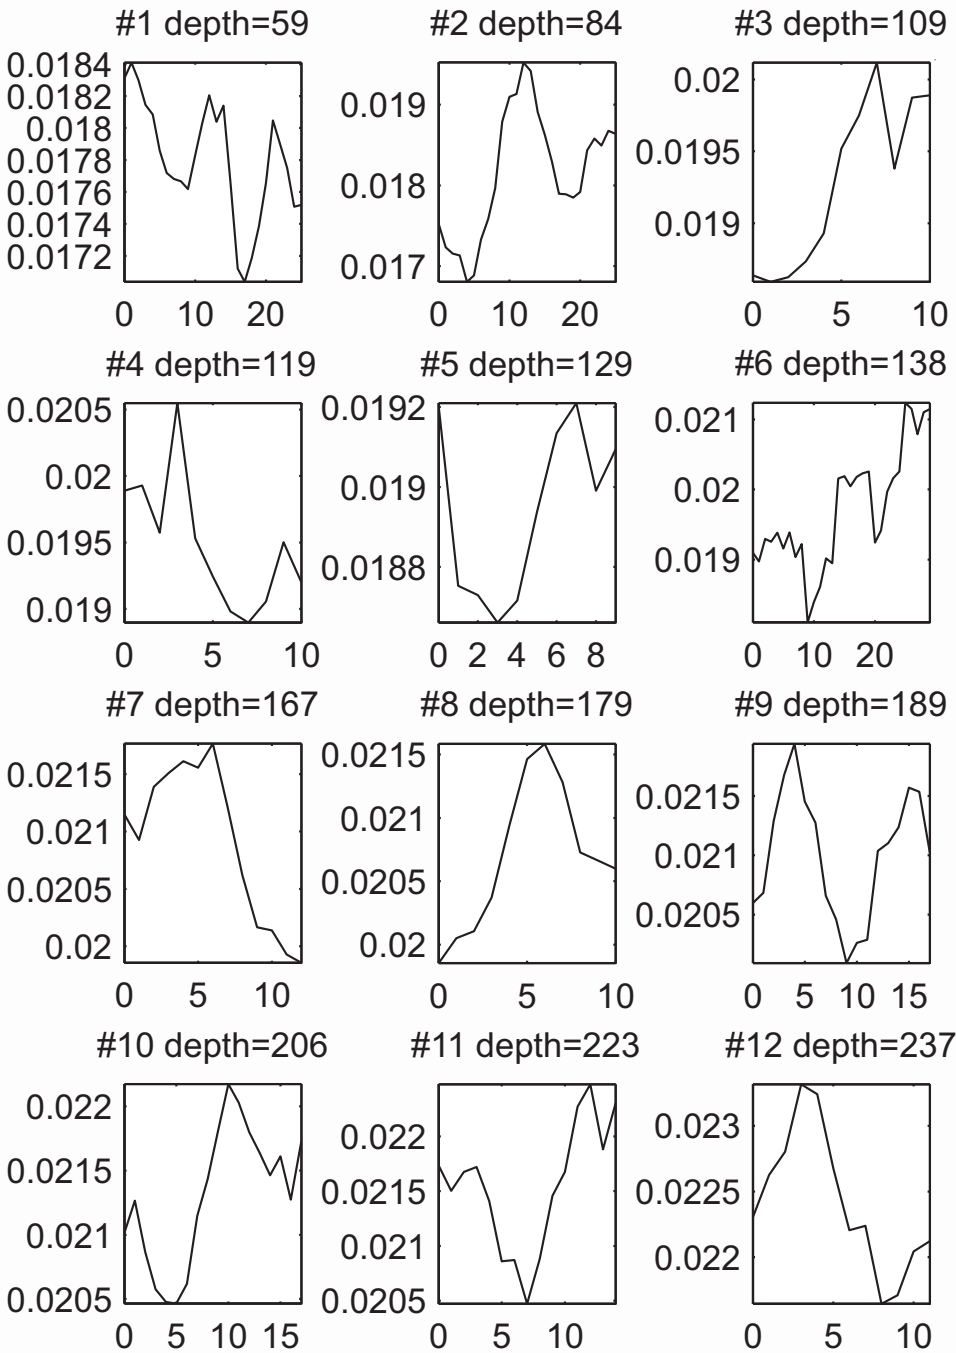 #1 depth=59 #2 depth=84 #3 depth=109
0.0184
0.0182
0.018
0.0178
0.0176
0.0174
0.0172
0 10 20
0.019
0.018
0.017
0 10 20
0.02
0.0195
0.019
0 5 10
#4 depth=119 #5 depth=129 #6 depth=138
0.0205
0.02
0.0195
0.019
0 5 10
0.0192
0.019
0.0188
0 2 4 6 8
0.021
0.02
0.019
0 10 20
#7 depth=167 #8 depth=179 #9 depth=189
0.0215
0.021
0.0205
0.02
0 5 10
0.0215
0.021
0.0205
0.02
0 5 10
0.0215
0.021
0.0205
0 5 10 15
#10 depth=206 #11 depth=223 #12 depth=237
0.022
0.0215
0.021
0.0205
0 5 10 15
0.022
0.0215
0.021
0.0205
0 5 10
0.023
0.0225
0.022
0 5 10